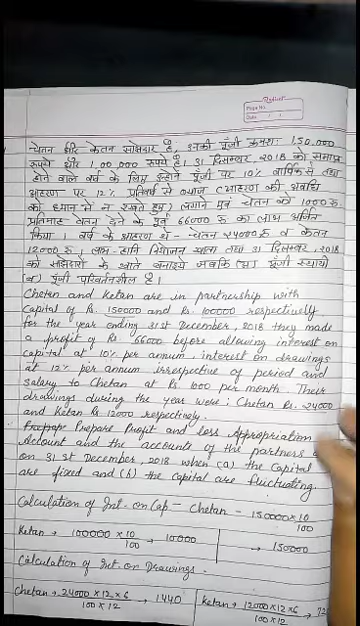 चेतन और केतन साझेदार है, उनकी पूँजी क्रमशः 1,50,000
रूपये और 1,00,000 रूपये है। 31 दिसम्बर, 2018 को समाप्त
होने वाले वर्ष के लिए इन्होंने पूँजी पर 10% वार्षिक से तथा
आहरण पर 12% प्रतिवर्ष से ब्याज (आहरण की अवधि
को ध्यान में न रखते हुए) लगाने एवं चेतन को 1000 रु.
प्रतिमाह वेतन देने के पूर्व 66000 रु का लाभ अर्जित
किया। वर्ष के आहरण थे - चेतन 24000 रु व केतन
12000 रु। लाभ-हानि नियोजन खाता तथा 31 दिसम्बर, 2018
को साझेदारों के खाते बनाइये जबकि (अ) पूँजी स्थायी
(ब) पूँजी परिवर्तनशील है।
Chetan and Ketan are in partnership with
Capital of Rs. 150000 and Rs. 100000 respectively
for the year ending 31st December, 2018 they made
a profit of Rs 66000 before allowing interest on
capital at 10% per annum, interest on drawings
at 12% per annum irrespective of period and
salary to Chetan at Rs 1000 per month. Their
drawings during the year were: Chetan Rs. 24000
and Ketan Rs 12000 respectively.
Prepare Profit and loss Appropriation
Account and the accounts of the partners
on 31st December, 2018 when (a) the Capital
are fixed and (b) the capital are fluctuating.
Calculation of Int. on Cap - Chetan - 150000×10/100
Ketan → 100000×10/100 → 10000 → 150000
Calculation of Int. on Drawings.
Chetan → 24000×12×6/100×12 → 1440 Ketan → 12000×12×6/100×12 →